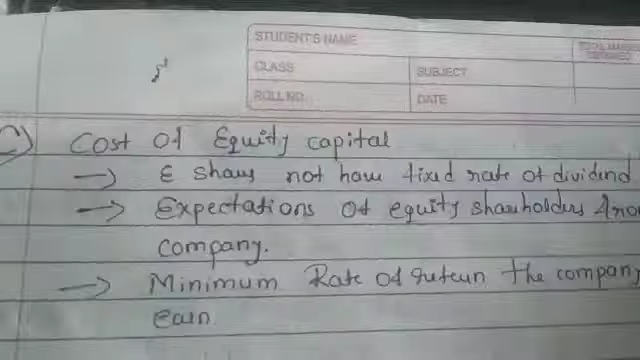 STUDENT'S NAME
CLASS
SUBJECT
ROLL NO.
DATE
C) Cost of Equity capital
→ E shares not have fixed rate of dividend
→ Expectations of equity shareholders from
company.
→ Minimum Rate of return the company
earn